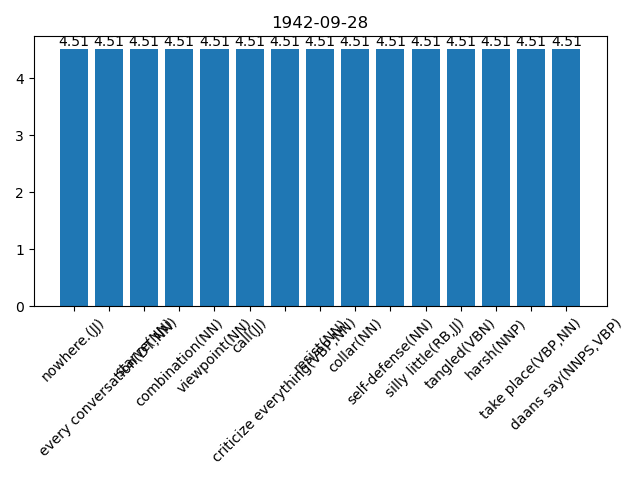 1942-09-28
4.51 4.51 4.51 4.51 4.51 4.51 4.51 4.51 4.51 4.51 4.51 4.51 4.51 4.51 4.51
4
3
2
1
0
nowhere.(JJ)
every conversation(DT,NN)
combination(NN)
viewpoint(NN)
call(JJ)
criticize everything(VBP,NN)
resist(NN)
collar(NN)
self-defense(NN)
silly little(RB,JJ)
tangled(VBN)
harsh(NNP)
take place(VBP,NN)
daans say(NNPS,VBP)